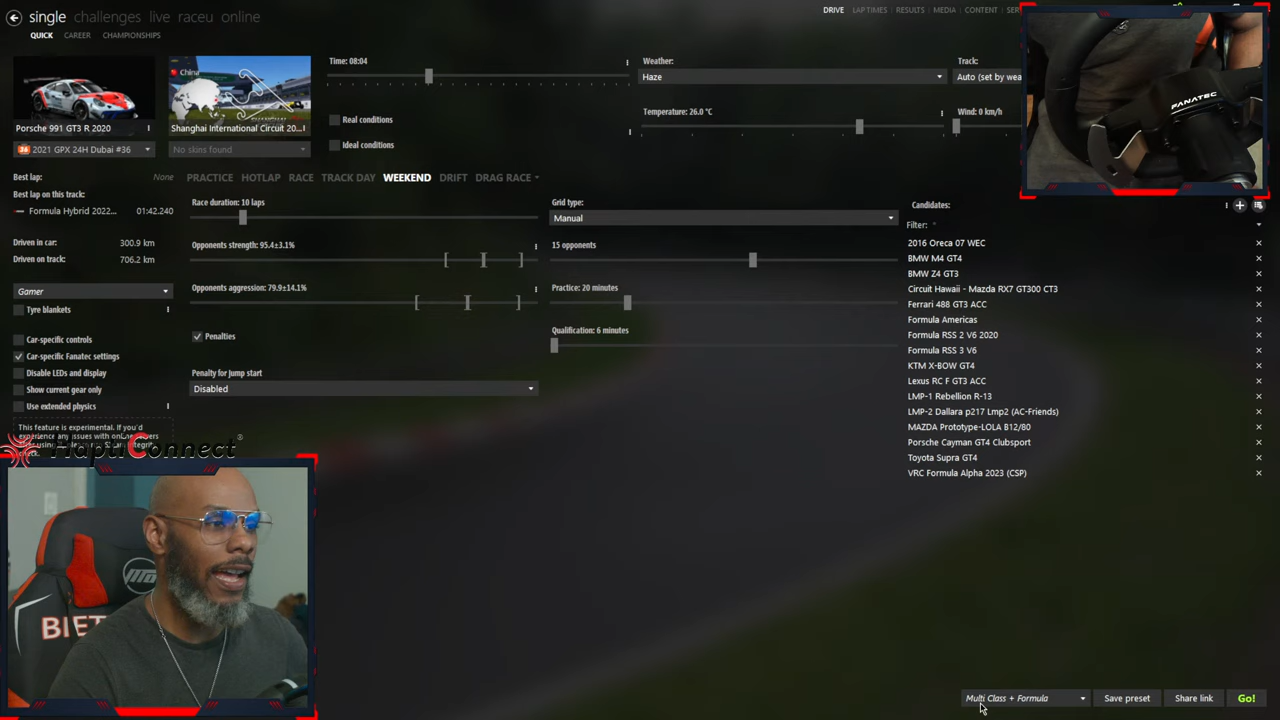 single challenges live raceu online
DRIVE LAP TIMES RESULTS MEDIA CONTENT
QUICK CAREER CHAMPIONSHIPS
China
Porsche 991 GT3 R 2020
Shanghai International Circuit 20...
36 2021 GPX 24H Dubai #36
No skins found
Time: 08:04
Real conditions
Ideal conditions
Weather:
Haze
Temperature: 26.0 °C
Track:
Auto (set by wea
Wind: 0 km/h
FANATEC
Best lap: None
Best lap on this track:
Formula Hybrid 2022... 01:42.240
Driven in car: 300.9 km
Driven on track: 706.2 km
Gamer
Tyre blankets
Car-specific controls
Car-specific Fanatec settings
Disable LEDs and display
Show current gear only
Use extended physics
This feature is experimental. If you'd
check.
PRACTICE HOTLAP RACE TRACK DAY WEEKEND DRIFT DRAG RACE
Race duration: 10 laps
Opponents strength: 95.4±3.1%
Opponents aggression: 79.9±14.1%
Penalties
Penalty for jump start
Disabled
Grid type:
Manual
15 opponents
Practice: 20 minutes
Qualification: 6 minutes
Candidates:
Filter: *
2016 Oreca 07 WEC
BMW M4 GT4
BMW Z4 GT3
Circuit Hawaii - Mazda RX7 GT300 CT3
Ferrari 488 GT3 ACC
Formula Americas
Formula RSS 2 V6 2020
Formula RSS 3 V6
KTM X-BOW GT4
Lexus RC F GT3 ACC
LMP-1 Rebellion R-13
LMP-2 Dallara p217 Lmp2 (AC-Friends)
MAZDA Prototype-LOLA B12/80
Porsche Cayman GT4 Clubsport
Toyota Supra GT4
VRC Formula Alpha 2023 (CSP)
HaptiConnect®
BIET
Multi Class + Formula
Save preset
Share link
Go!